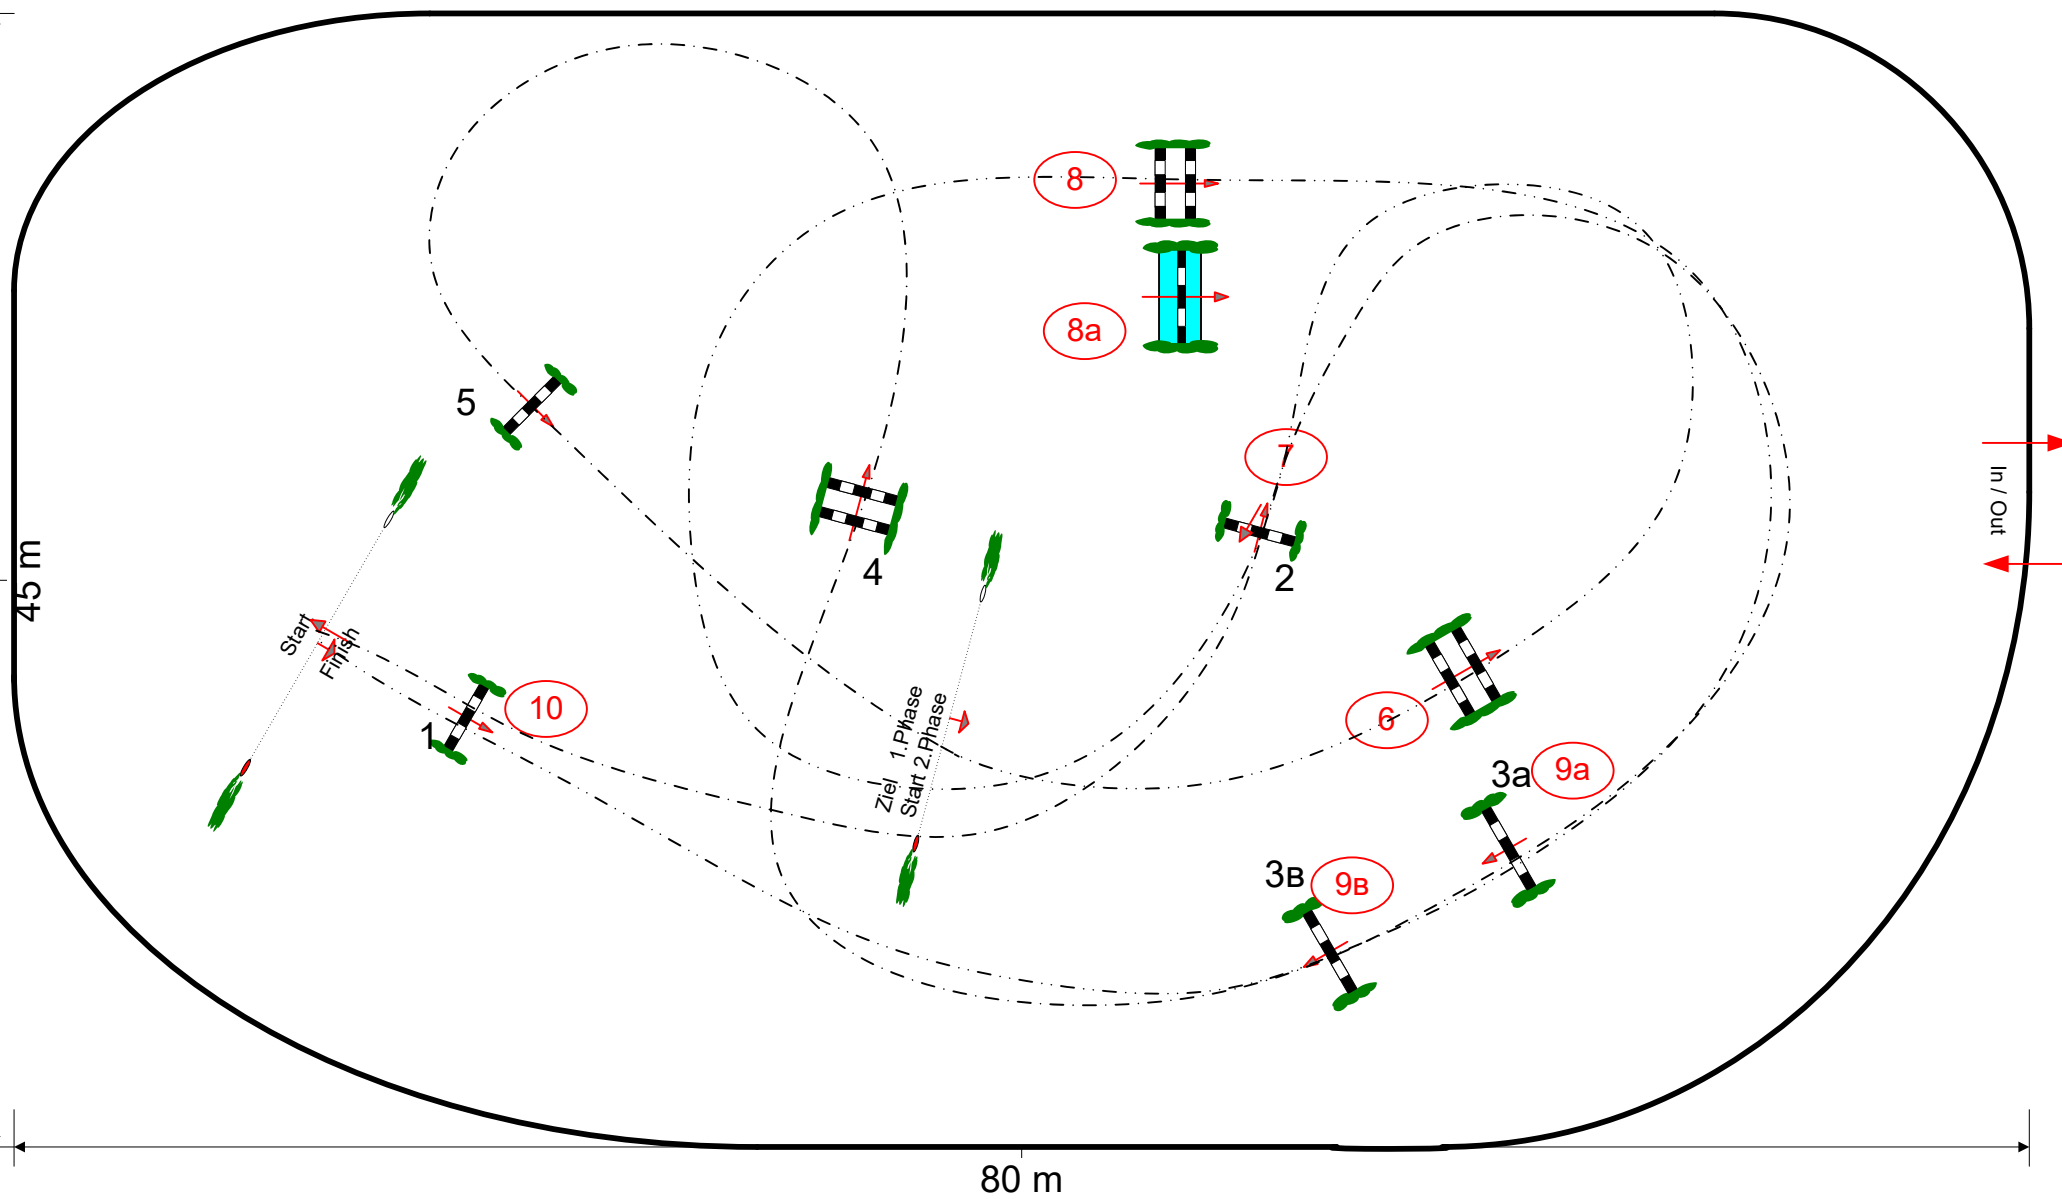 8
8a
5
7
4
2
In / Out
45 m
Start
Finish
1
10
Ziel 1.Phase
Start 2.Phase
6
3a
9a
3в
9в
80 m